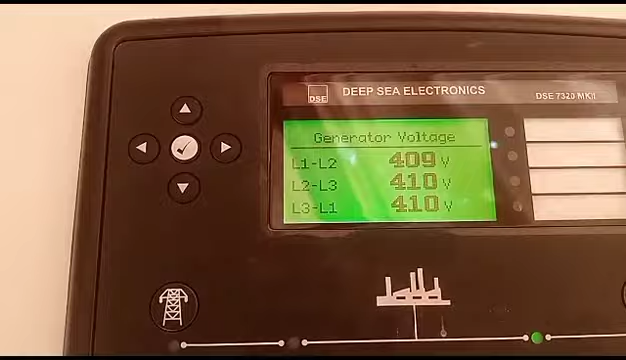 DSE
DEEP SEA ELECTRONICS
DSE 7320 MKII
Generator Voltage
L1-L2 409 V
L2-L3 410 V
L3-L1 410 V